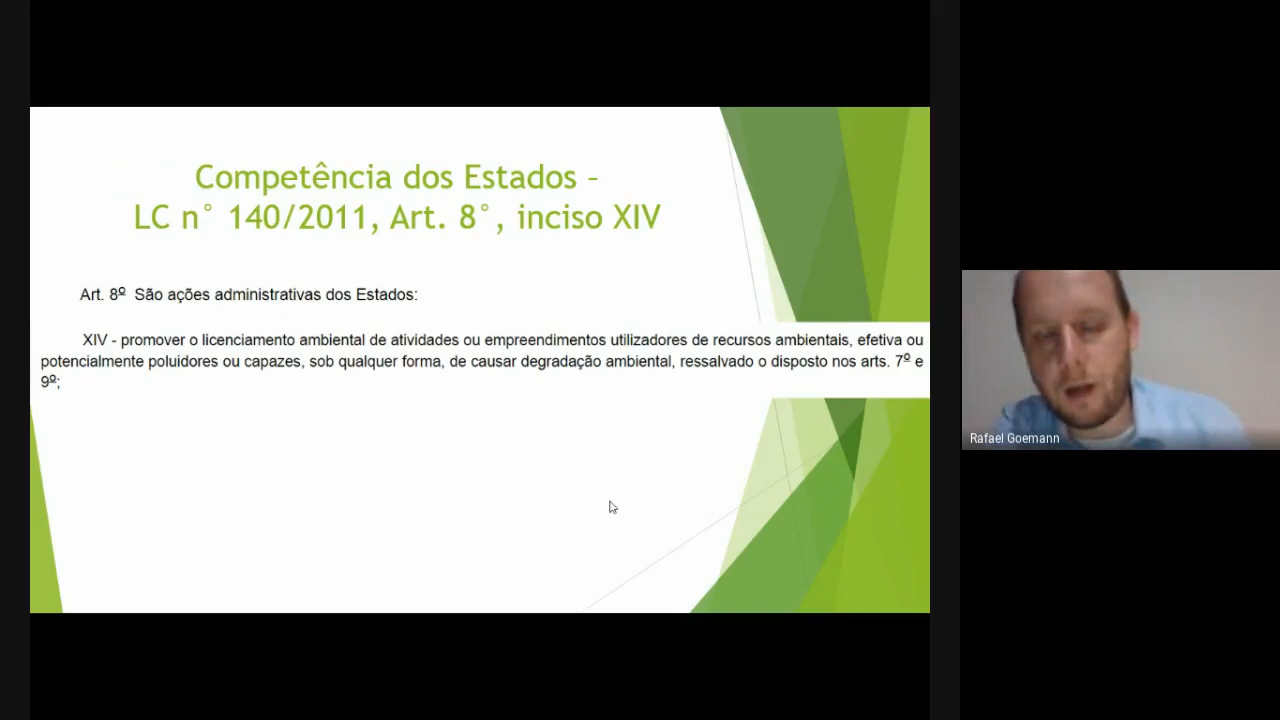 Competência dos Estados –
LC n° 140/2011, Art. 8°, inciso XIV
Art. 8º São ações administrativas dos Estados:
XIV - promover o licenciamento ambiental de atividades ou empreendimentos utilizadores de recursos ambientais, efetiva ou
potencialmente poluidores ou capazes, sob qualquer forma, de causar degradação ambiental, ressalvado o disposto nos arts. 7º e
9º;
Rafael Goemann